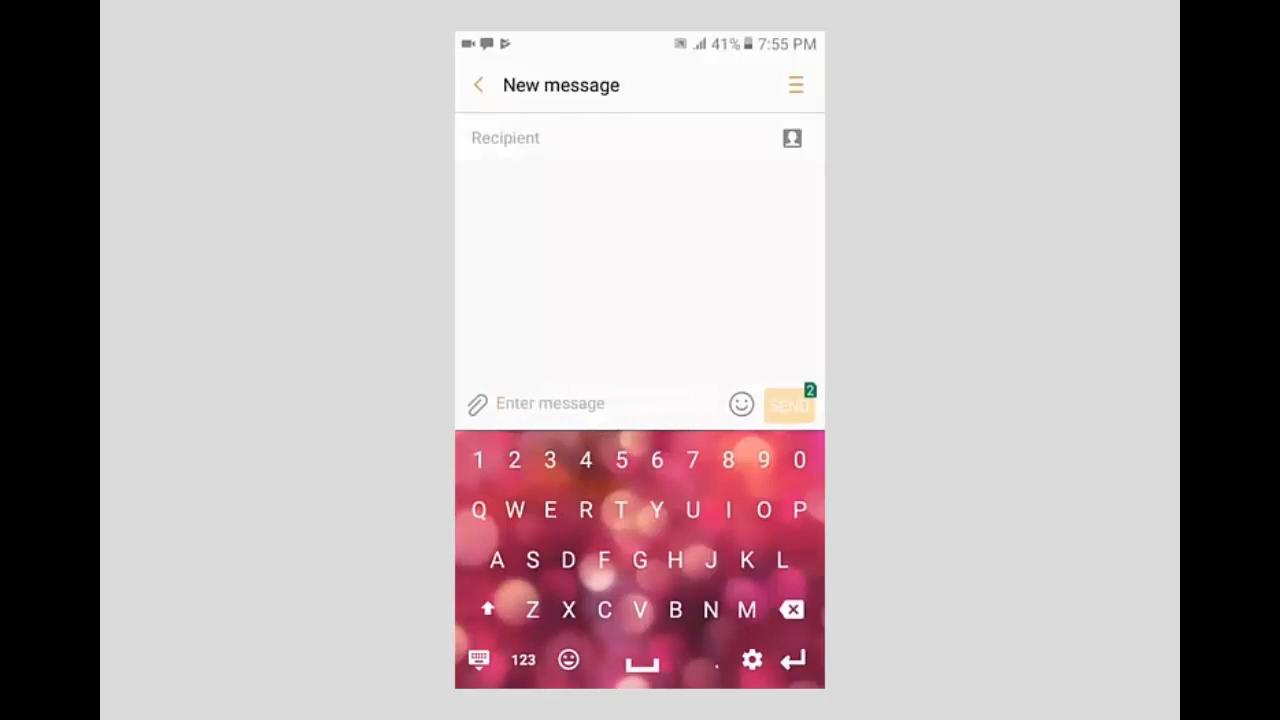 41% 7:55 PM
New message
Recipient
2
Enter message
SEND
1 2 3 4 5 6 7 8 9 0
Q W E R T Y U I O P
A S D F G H J K L
Z X C V B N M
123 .